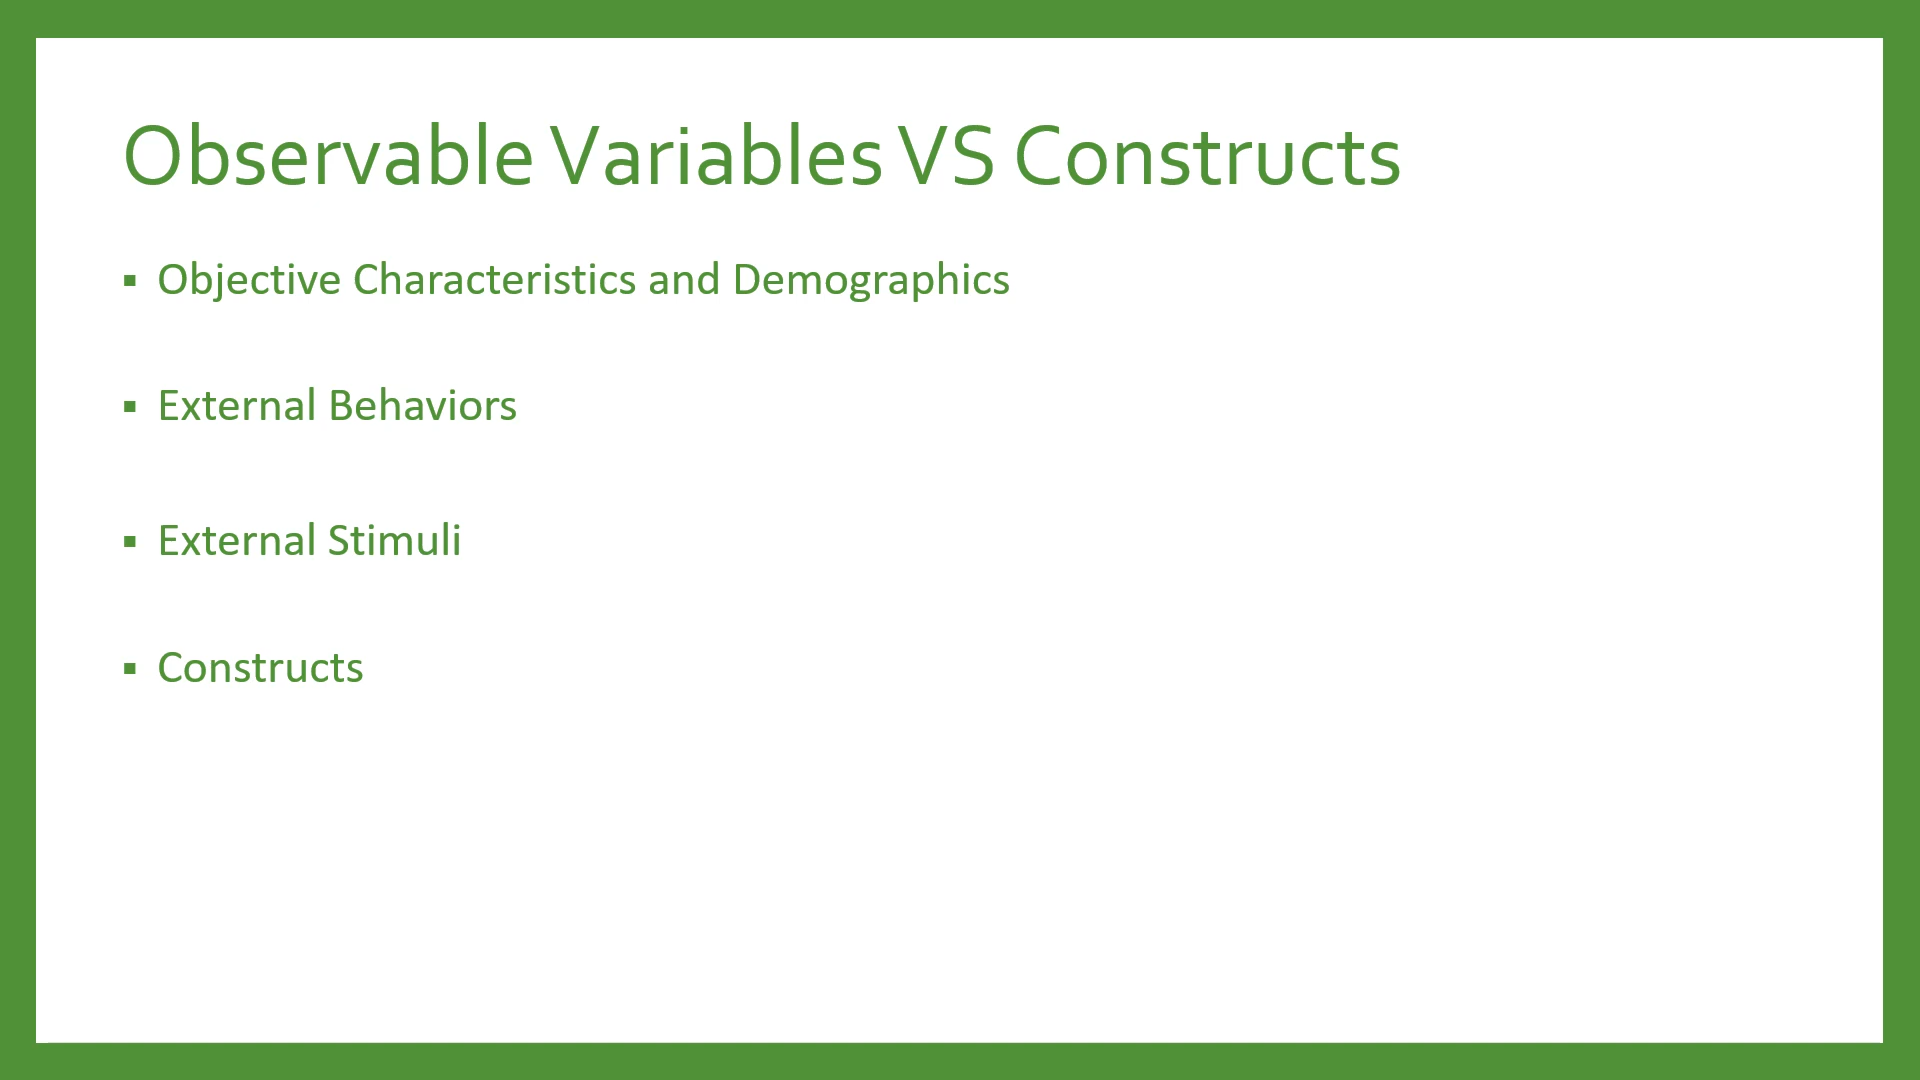 Observable Variables VS Constructs
▪ Objective Characteristics and Demographics
▪ External Behaviors
▪ External Stimuli
▪ Constructs